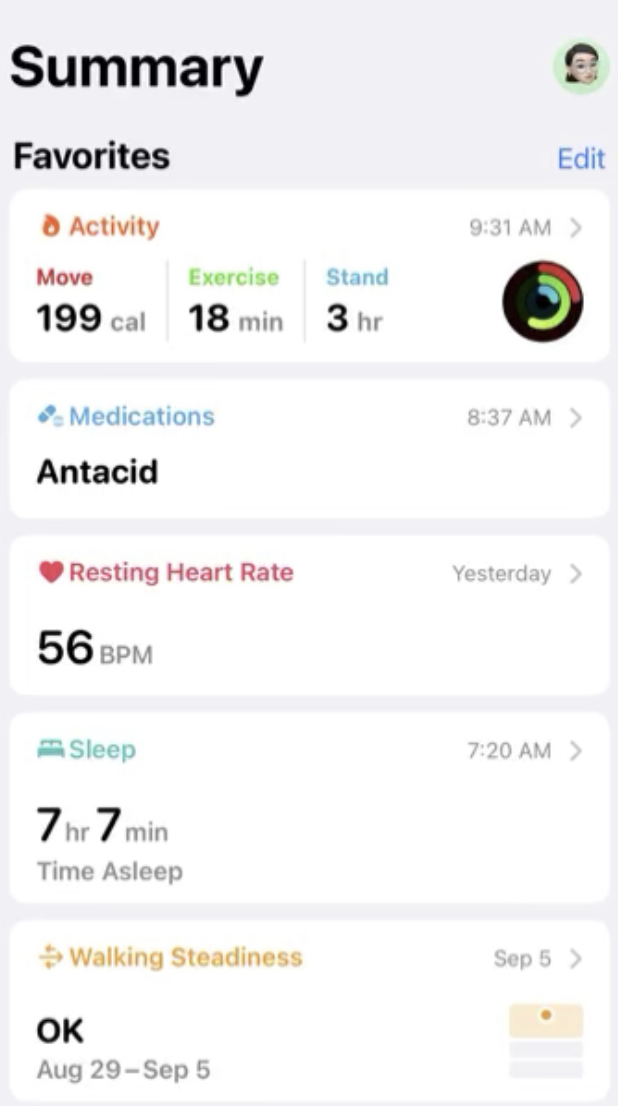 Summary
Favorites Edit
Activity 9:31 AM
Move Exercise Stand
199 cal 18 min 3 hr
Medications 8:37 AM
Antacid
Resting Heart Rate Yesterday
56 BPM
Sleep 7:20 AM
7 hr 7 min
Time Asleep
Walking Steadiness Sep 5
OK
Aug 29–Sep 5